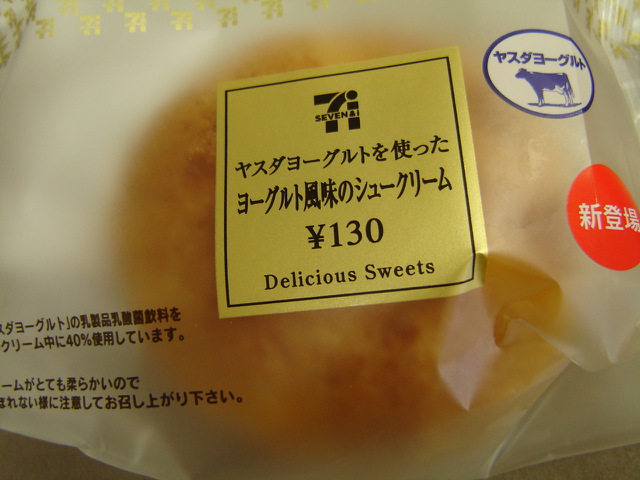 ヤスダヨーグルト
7i
SEVEN&i
ヤスダヨーグルトを使った
ヨーグルト風味のシュークリーム
¥130
Delicious Sweets
新登場
スダヨーグルト」の乳製品乳酸菌飲料を
クリーム中に40%使用しています。
ームがとても柔らかいので
ぼれない様に注意してお召し上がり下さい。